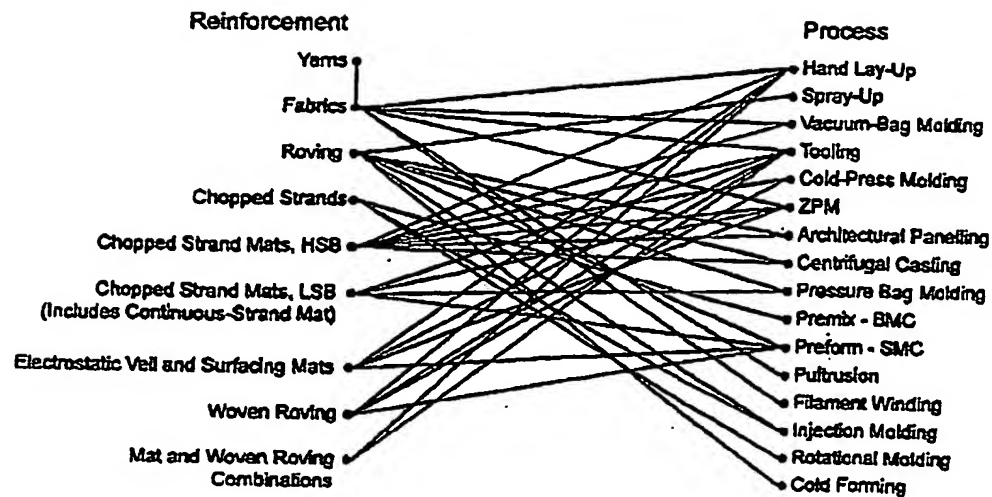 Reinforcement
Yarns
Fabrics
Roving
Chopped Strands
Chopped Strand Mats, HSB
Chopped Strand Mats, LSB
(Includes Continuous-Strand Mat)
Electrostatic Veil and Surfacing Mats
Woven Roving
Mat and Woven Roving
Combinations
Process
Hand Lay-Up
Spray-Up
Vacuum-Bag Molding
Tooling
Cold-Press Molding
ZPM
Architectural Panelling
Centrifugal Casting
Pressure Bag Molding
Premix - BMC
Preform - SMC
Pultrusion
Filament Winding
Injection Molding
Rotational Molding
Cold Forming